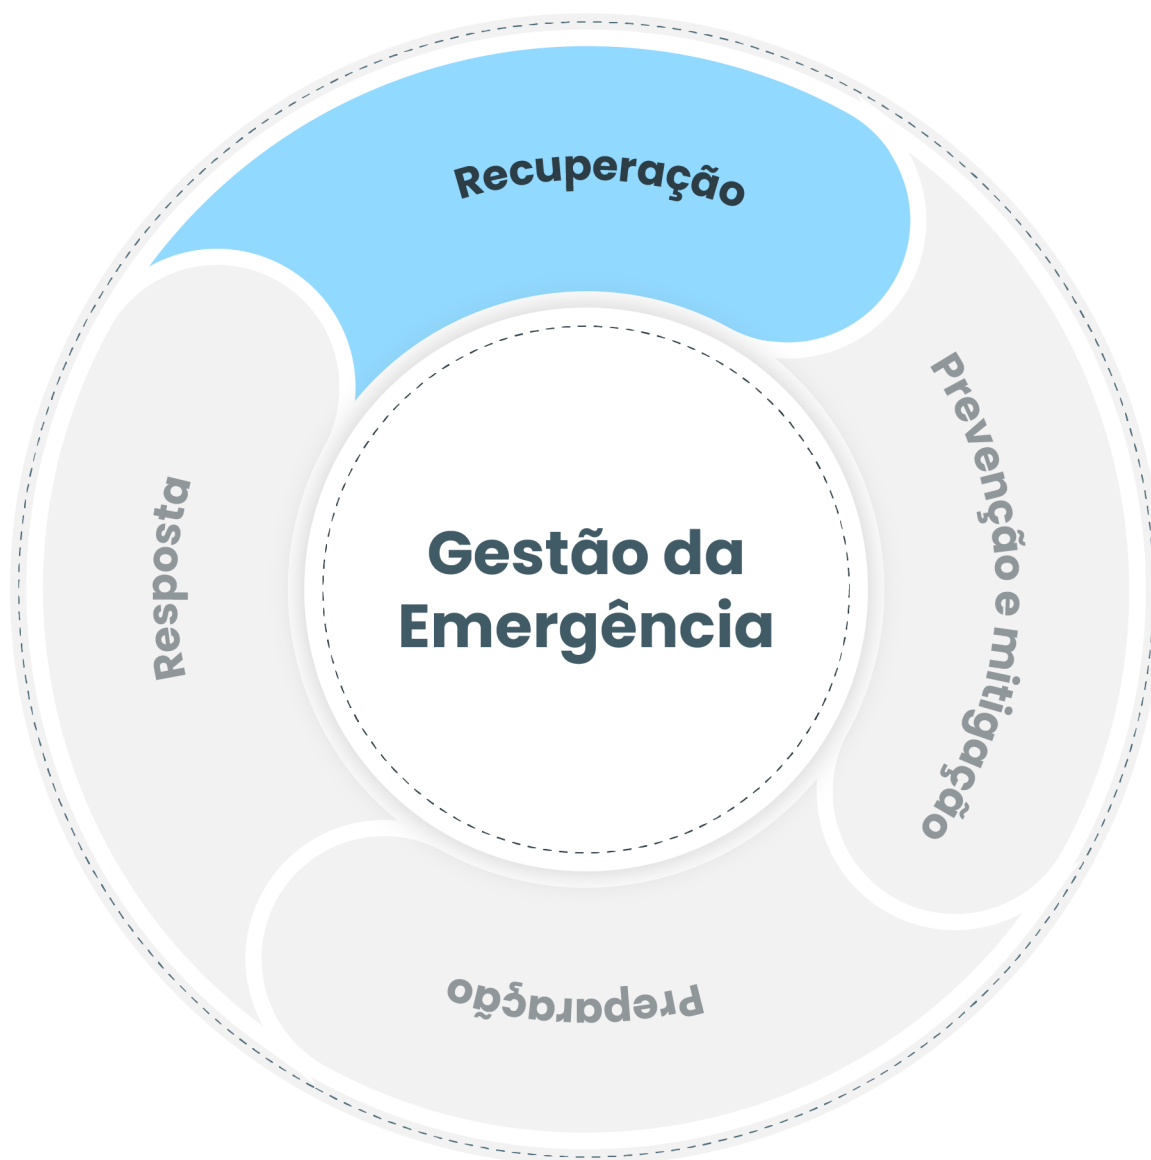 Recuperação
Prevenção e mitigação
Preparação
Resposta
Gestão da
Emergência